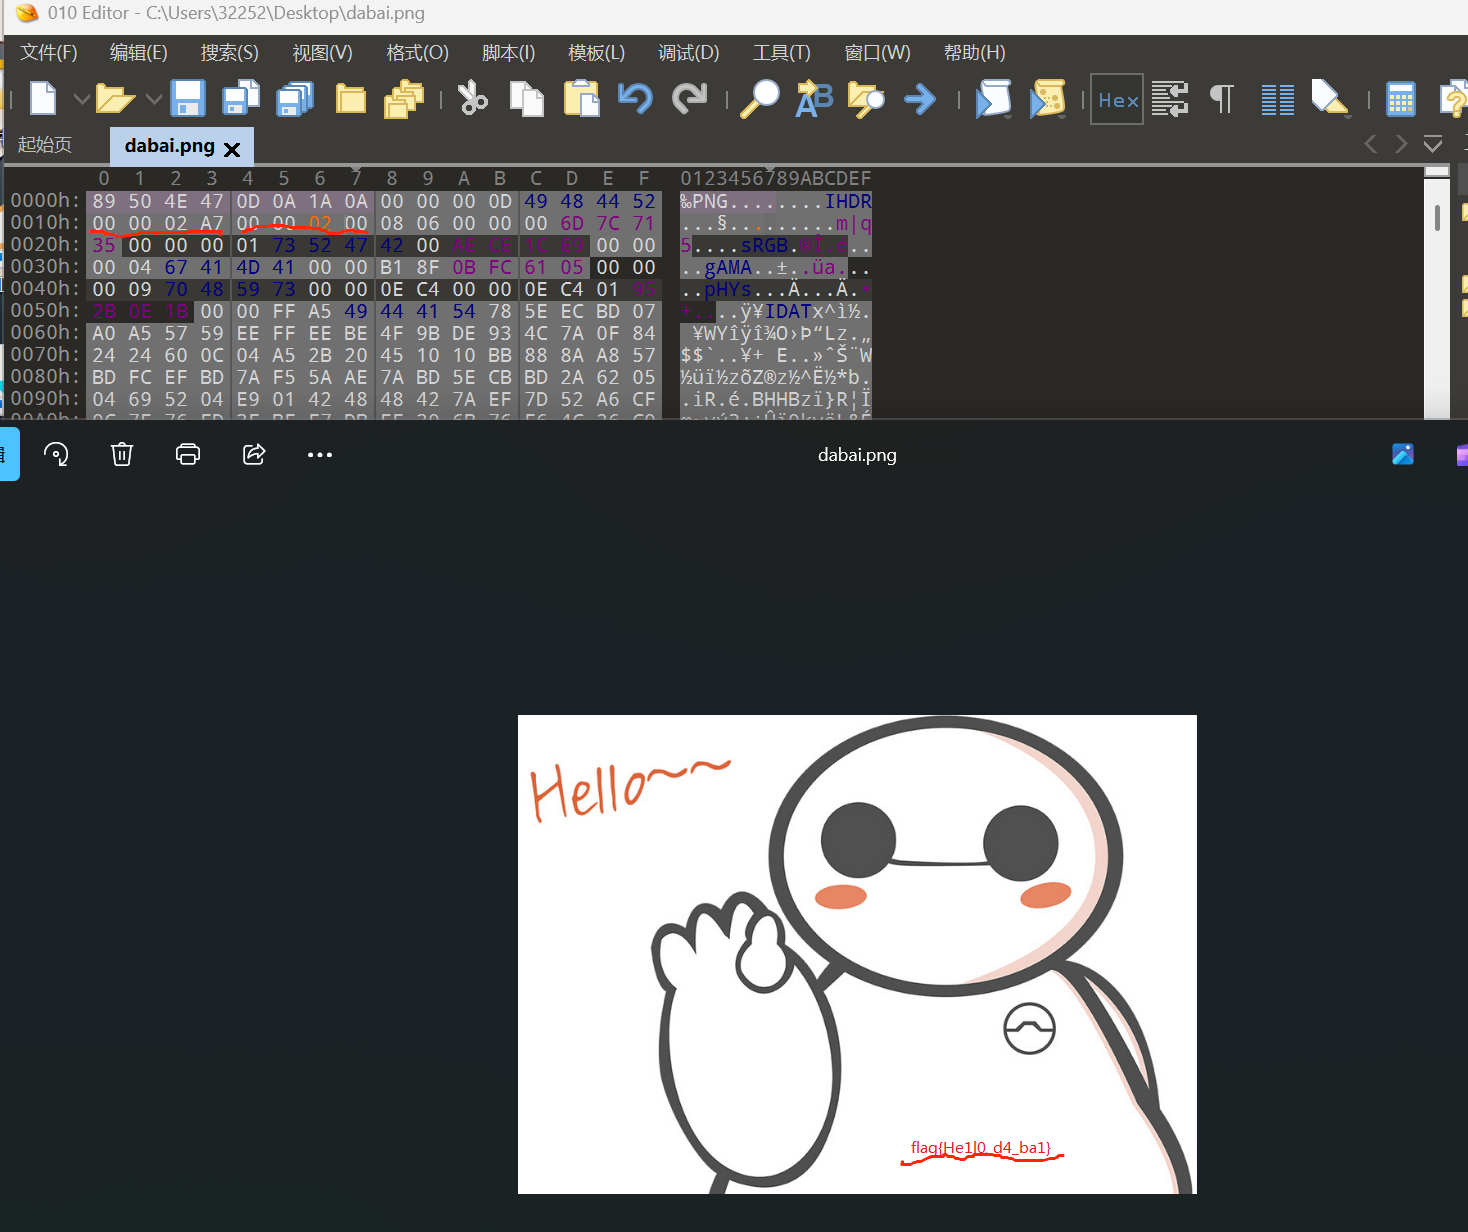 010 Editor - C:\Users\32252\Desktop\dabai.png
文件(F) 编辑(E) 搜索(S) 视图(V) 格式(O) 脚本(I) 模板(L) 调试(D) 工具(T) 窗口(W) 帮助(H)
Hex
起始页 dabai.png
0 1 2 3 4 5 6 7 8 9 A B C D E F 0123456789ABCDEF
0000h: 89 50 4E 47 0D 0A 1A 0A 00 00 00 0D 49 48 44 52 ‰PNG........IHDR
0010h: 00 00 02 A7 00 00 02 00 08 06 00 00 00 6D 7C 71 ...§.........m|q
0020h: 35 00 00 00 01 73 52 47 42 00 AE CE 1C E9 00 00 5....sRGB.®Î.é..
0030h: 00 04 67 41 4D 41 00 00 B1 8F 0B FC 61 05 00 00 ..gAMA..±..üa...
0040h: 00 09 70 48 59 73 00 00 0E C4 00 00 0E C4 01 95 ..pHYs...Ä...Ä.•
0050h: 2B 0E 1B 00 00 FF A5 49 44 41 54 78 5E EC BD 07 +....ÿ¥IDATx^ì½.
0060h: A0 A5 57 59 EE FF EE BE 4F 9B DE 93 4C 7A 0F 84 ¥WYîÿî¾O›Þ“Lz.„
0070h: 24 24 60 0C 04 A5 2B 20 45 10 10 BB 88 8A A8 57 $$`..¥+ E..»ˆŠ¨W
0080h: BD FC EF BD 7A F5 5A AE 7A BD 5E CB BD 2A 62 05 ½üï½zõZ®z½^Ë½*b.
0090h: 04 69 52 04 E9 01 42 48 48 42 7A EF 7D 52 A6 CF .iR.é.BHHBzï}R¦Ï
dabai.png
Hello~~~
flag{He1l0_d4_ba1}